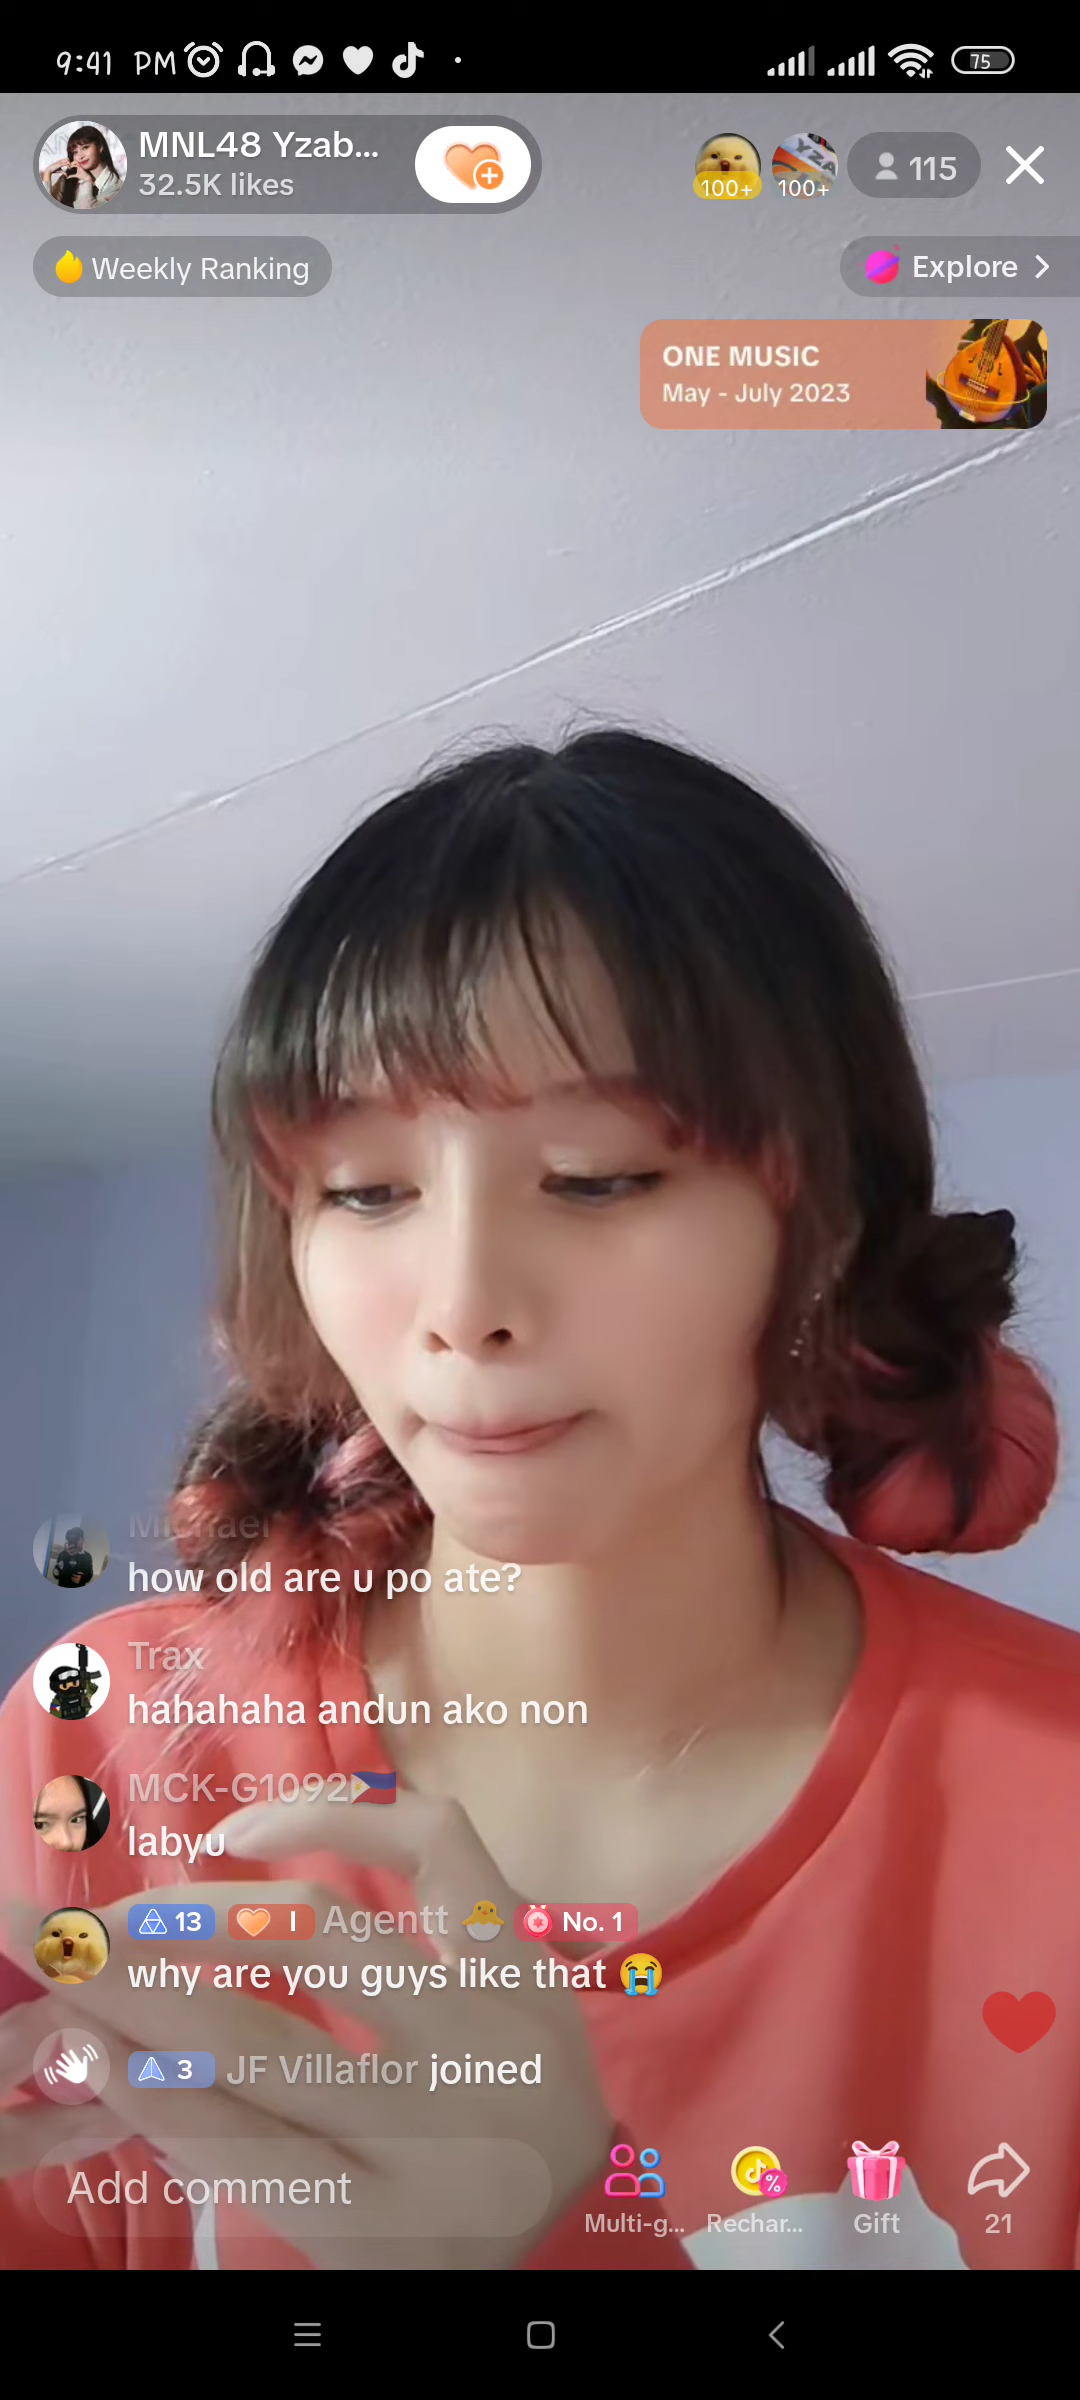 9:41 PM
75
MNL48 Yzab...
32.5K likes
100+
100+
115
Weekly Ranking
Explore
ONE MUSIC
May - July 2023
Michael
how old are u po ate?
Trax
hahahaha andun ako non
MCK-G1092🇵🇭
labyu
13 I Agentt 🐣 No. 1
why are you guys like that 😭
3 JF Villaflor joined
Add comment
Multi-g...
Rechar...
Gift
21